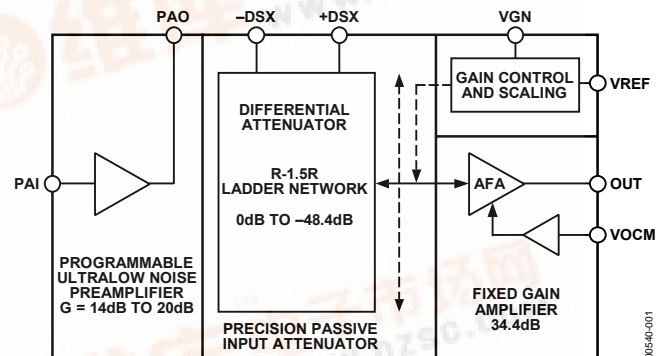 PAO
–DSX
+DSX
VGN
GAIN CONTROL
AND SCALING
VREF
DIFFERENTIAL
ATTENUATOR
R-1.5R
LADDER NETWORK
0dB TO –48.4dB
PAI
AFA
OUT
VOCM
PROGRAMMABLE
ULTRALOW NOISE
PREAMPLIFIER
G = 14dB TO 20dB
FIXED GAIN
AMPLIFIER
34.4dB
PRECISION PASSIVE
INPUT ATTENUATOR
00540-001